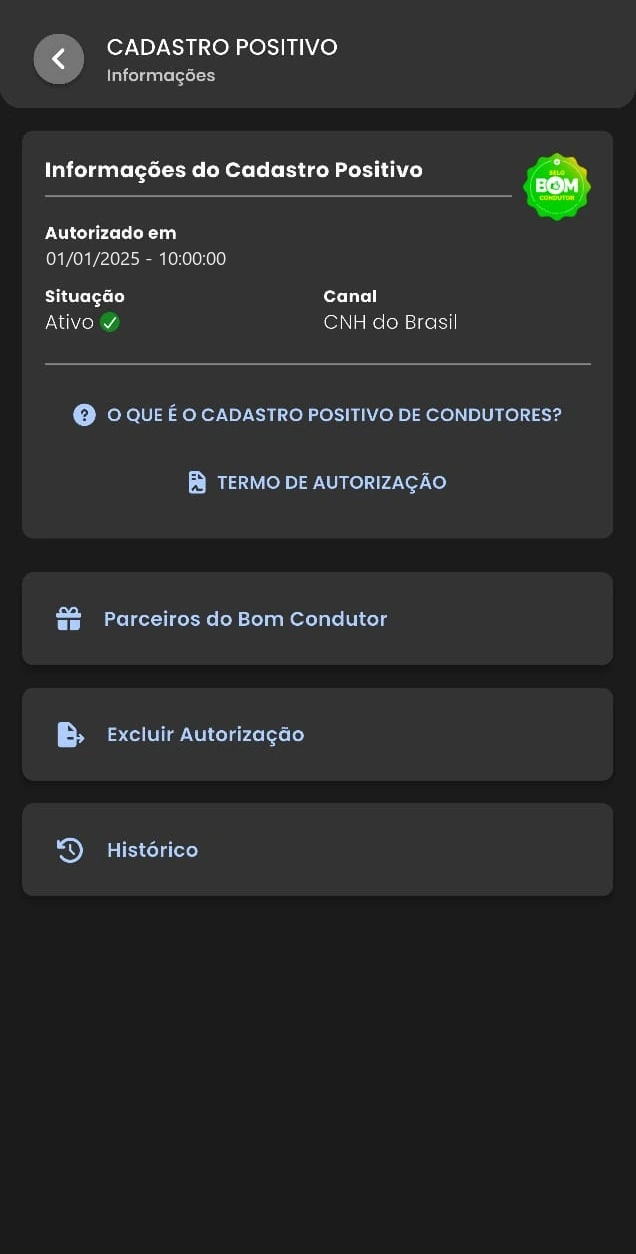 CADASTRO POSITIVO
Informações
Informações do Cadastro Positivo
SELO
BOM
CONDUTOR
Autorizado em
01/01/2025 - 10:00:00
Situação
Ativo
Canal
CNH do Brasil
O QUE É O CADASTRO POSITIVO DE CONDUTORES?
TERMO DE AUTORIZAÇÃO
Parceiros do Bom Condutor
Excluir Autorização
Histórico